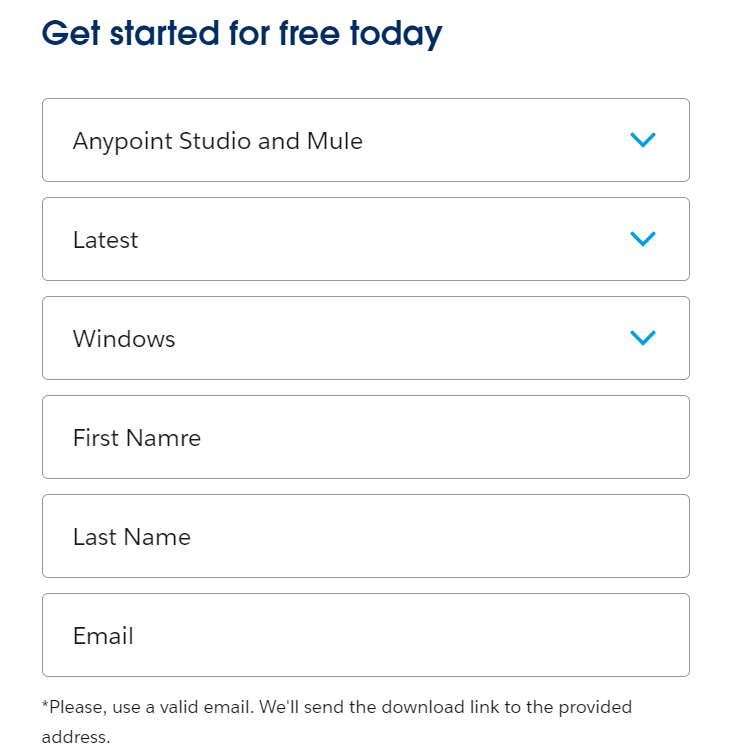 Get started for free today
Anypoint Studio and Mule
Latest
Windows
First Namre
Last Name
Email
*Please, use a valid email. We'll send the download link to the provided
address.